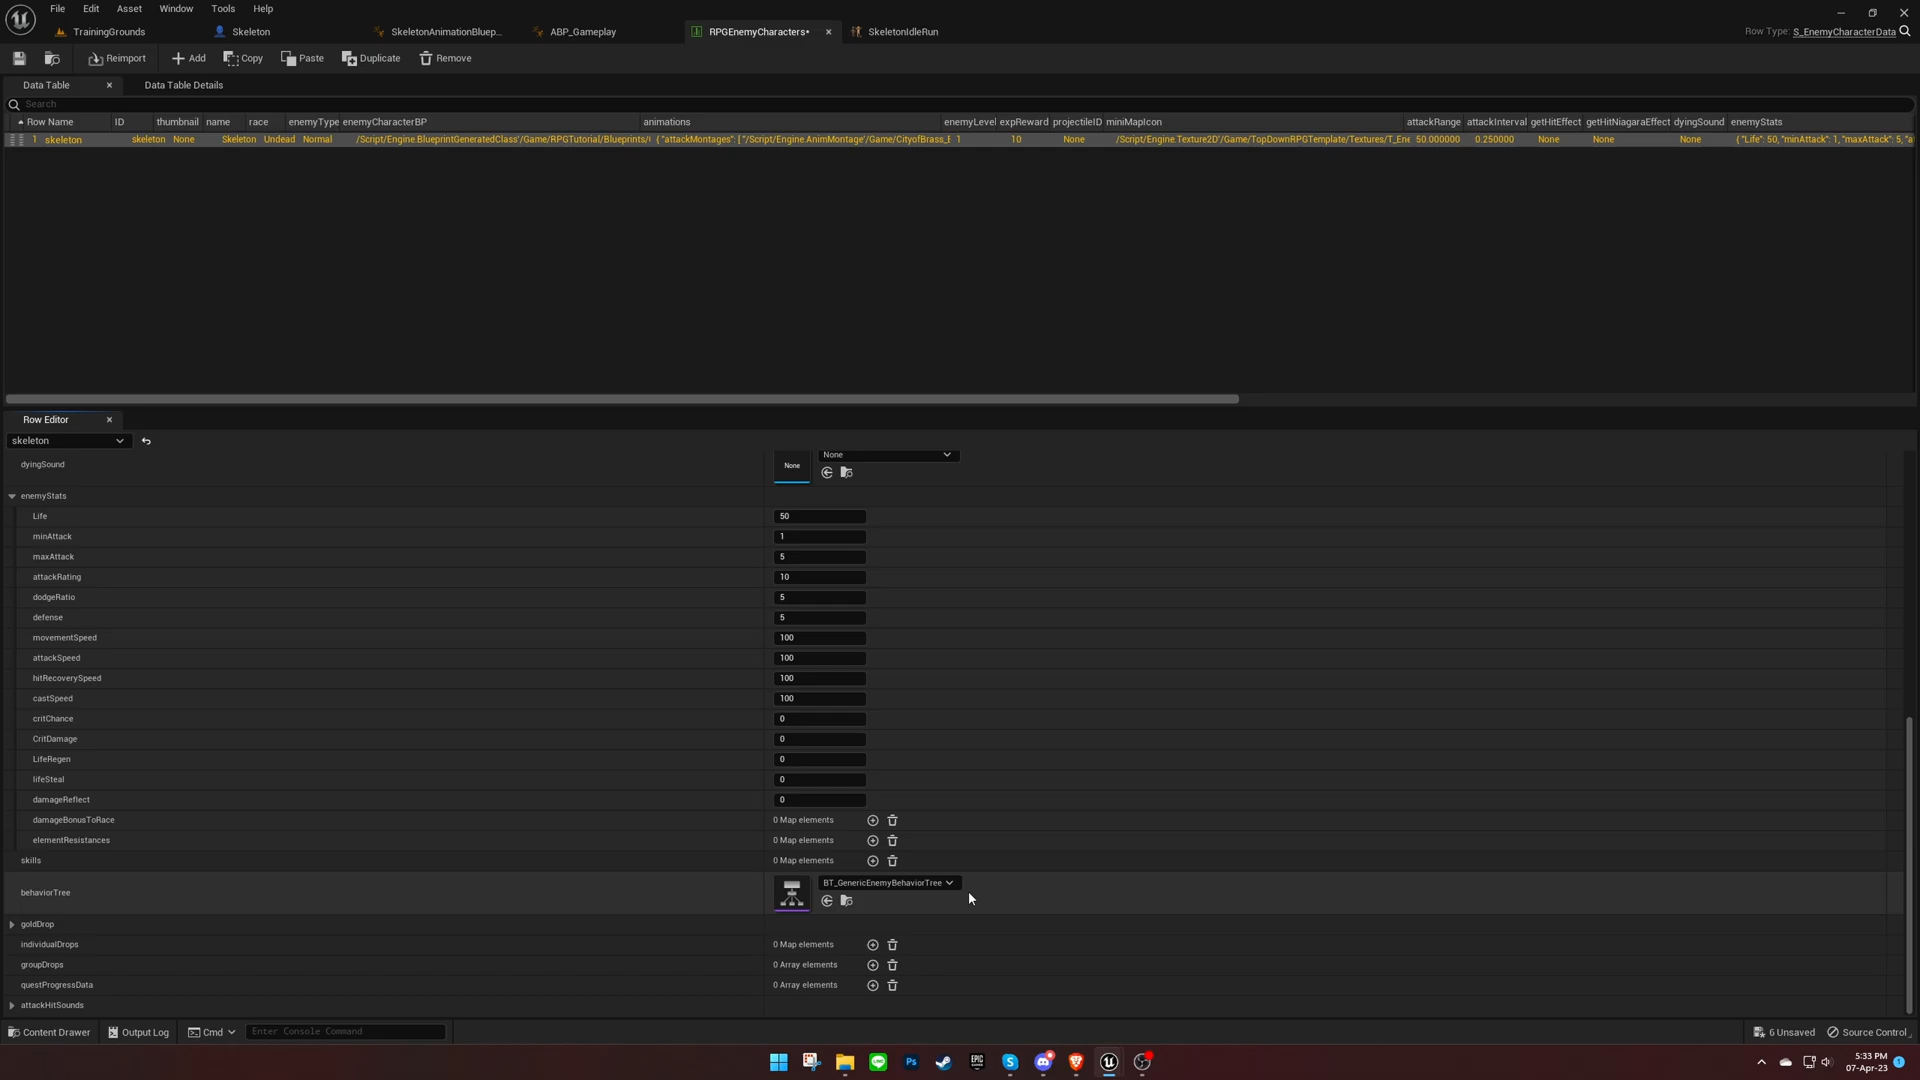 File Edit Asset Window Tools Help
TrainingGrounds Skeleton SkeletonAnimationBluep... ABP_Gameplay RPGEnemyCharacters* SkeletonIdleRun Row Type: S_EnemyCharacterData
Reimport Add Copy Paste Duplicate Remove
Data Table Data Table Details
Search
Row Name ID thumbnail name race enemyType enemyCharacterBP animations enemyLevel expReward projectileID miniMapIcon attackRange attackInterval getHitEffect getHitNiagaraEffect dyingSound enemyStats
1 skeleton skeleton None Skeleton Undead Normal /Script/Engine.BlueprintGeneratedClass'/Game/RPGTutorial/Blueprints/ { "attackMontages": [ "/Script/Engine.AnimMontage'/Game/CityofBrass_E 1 10 None /Script/Engine.Texture2D'/Game/TopDownRPGTemplate/Textures/T_Ene 50.000000 0.250000 None None None { "Life": 50, "minAttack": 1, "maxAttack": 5, "a
Row Editor
skeleton
dyingSound None None
enemyStats
Life 50
minAttack 1
maxAttack 5
attackRating 10
dodgeRatio 5
defense 5
movementSpeed 100
attackSpeed 100
hitRecoverySpeed 100
castSpeed 100
critChance 0
CritDamage 0
LifeRegen 0
lifeSteal 0
damageReflect 0
damageBonusToRace 0 Map elements
elementResistances 0 Map elements
skills 0 Map elements
behaviorTree BT_GenericEnemyBehaviorTree
goldDrop
individualDrops 0 Map elements
groupDrops 0 Array elements
questProgressData 0 Array elements
attackHitSounds
Content Drawer Output Log Cmd Enter Console Command 6 Unsaved Source Control
Ps EPIC GAMES 5:33 PM
07-Apr-23 1